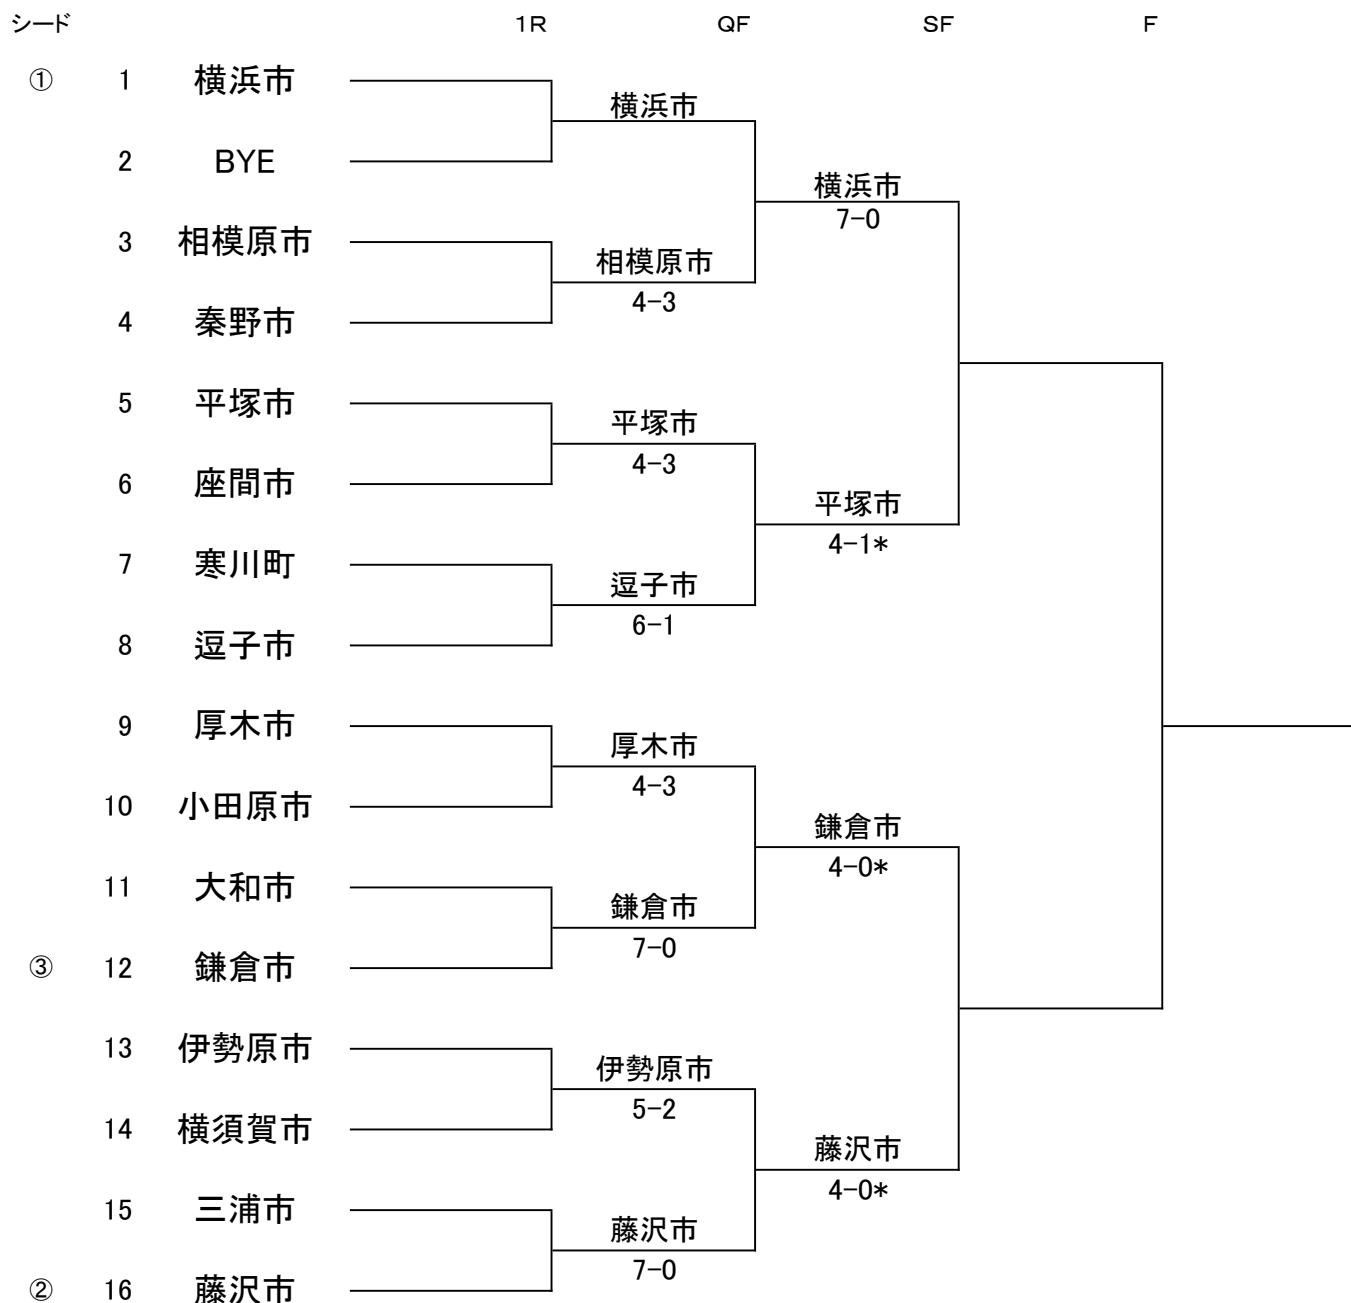 シード 1R QF SF F
① 1 横浜市
横浜市
2 BYE
横浜市
7-0
3 相模原市
相模原市
4-3
4 秦野市
5 平塚市
平塚市
4-3
6 座間市
平塚市
4-1*
7 寒川町
逗子市
6-1
8 逗子市
9 厚木市
厚木市
4-3
10 小田原市
鎌倉市
4-0*
11 大和市
鎌倉市
7-0
③ 12 鎌倉市
13 伊勢原市
伊勢原市
5-2
14 横須賀市
藤沢市
4-0*
15 三浦市
藤沢市
7-0
② 16 藤沢市